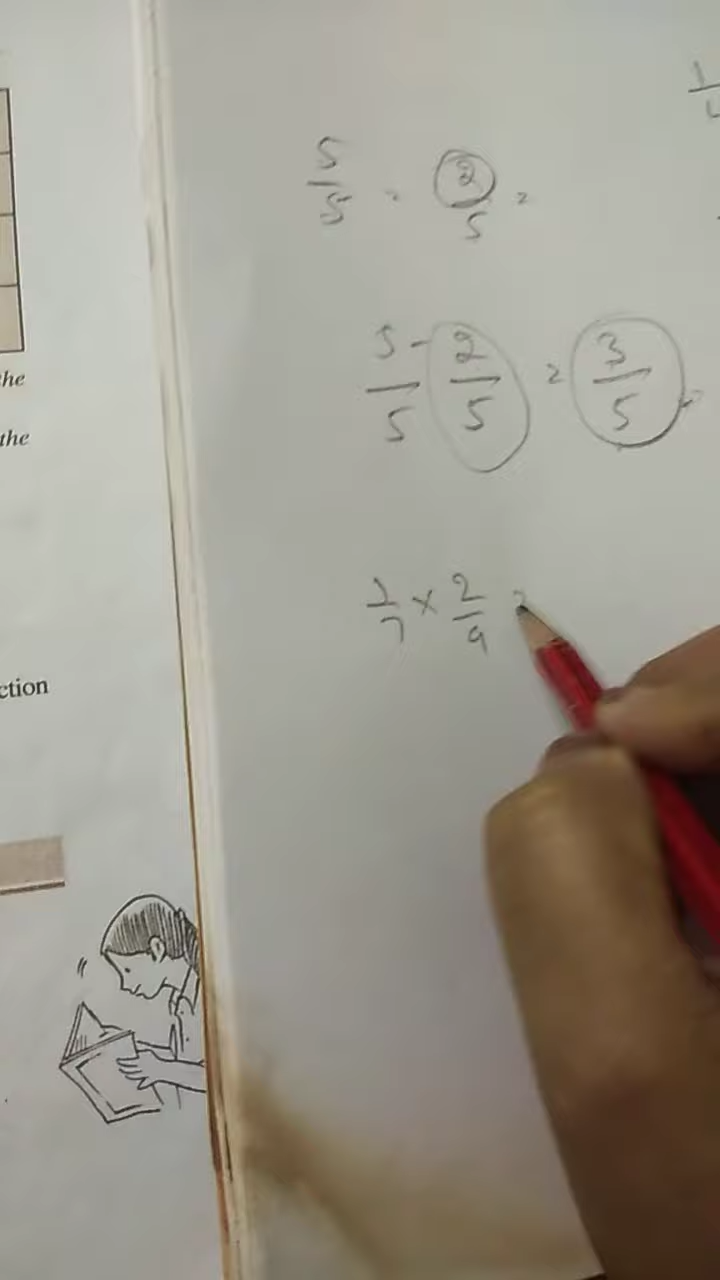 the
the
ction
5/5 - 2/5 =
5/5 - 2/5 = 3/5
1/7 × 2/9 =